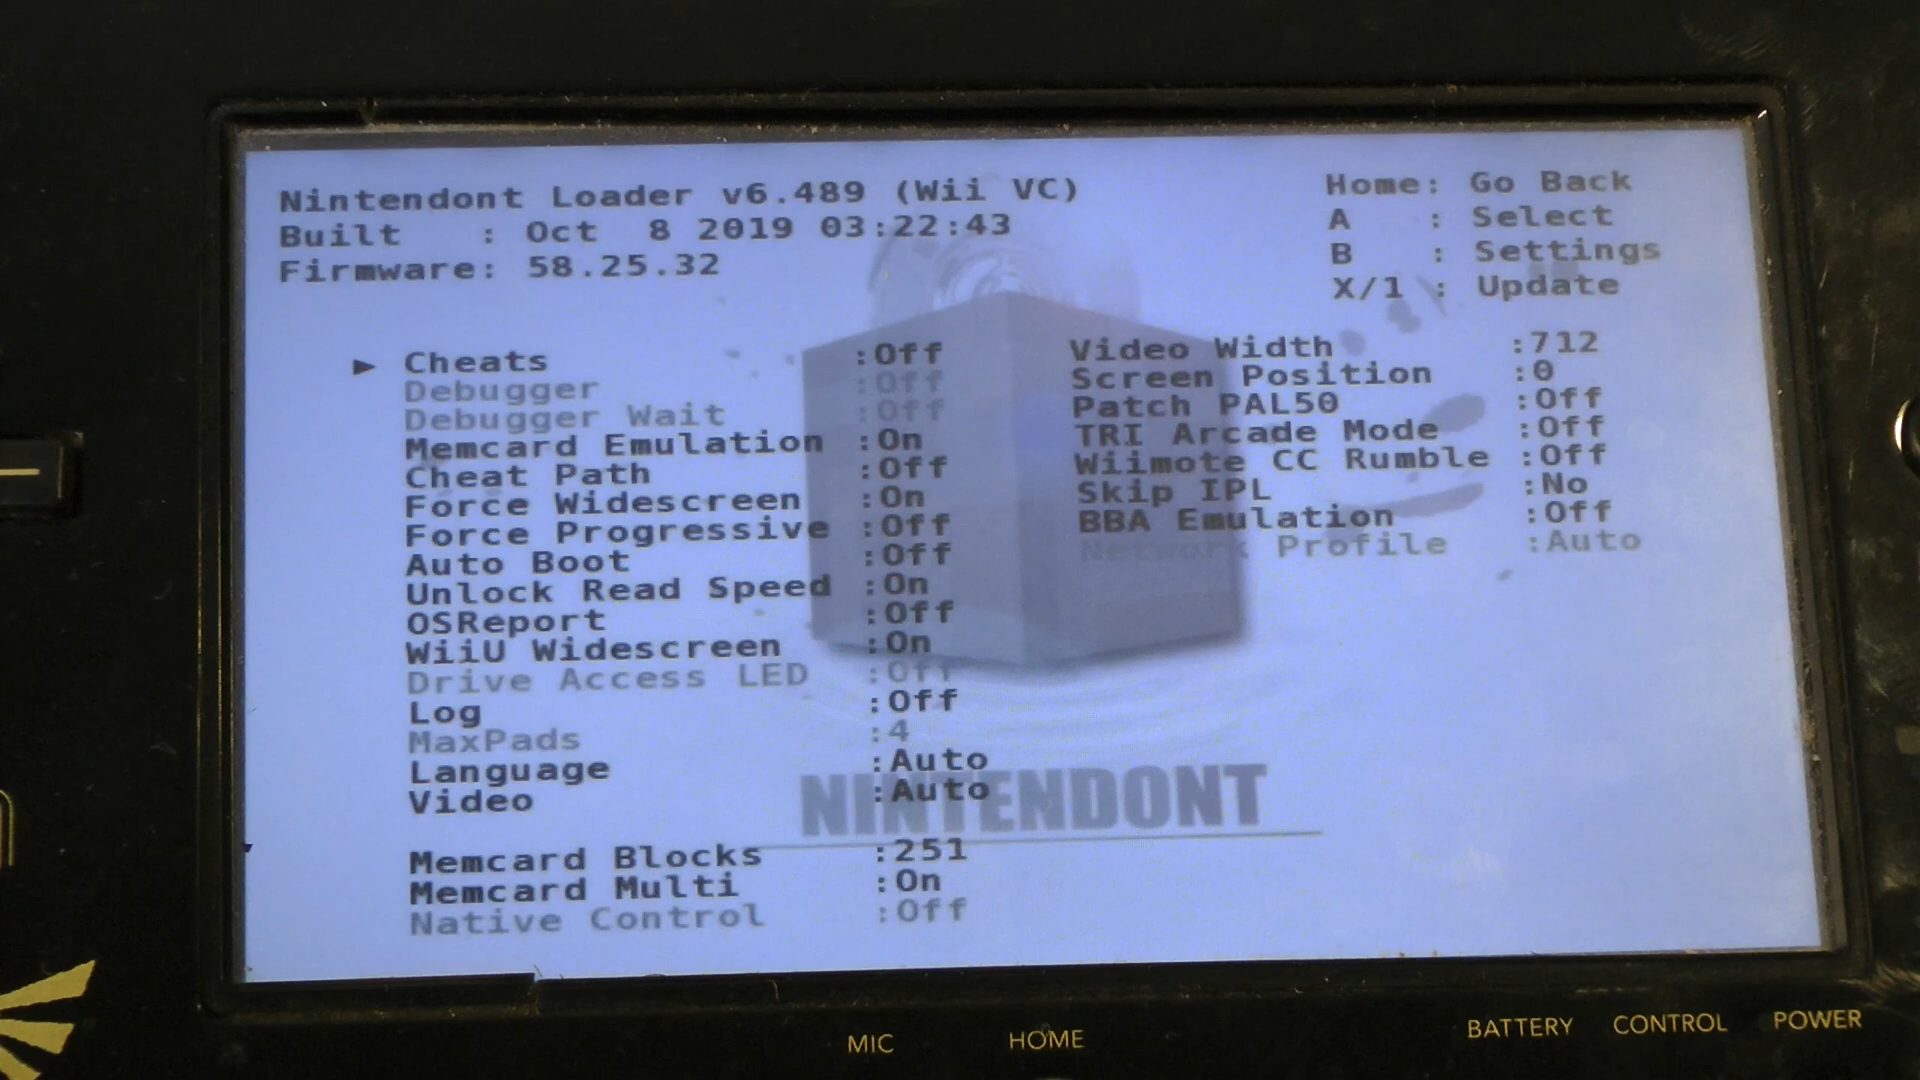 Nintendont Loader v6.489 (Wii VC)
Built   : Oct  8 2019 03:22:43
Firmware: 58.25.32
Home: Go Back
A   : Select
B   : Settings
X/1 : Update
Cheats :Off
Debugger :Off
Debugger Wait :Off
Memcard Emulation :On
Cheat Path :Off
Force Widescreen :On
Force Progressive :Off
Auto Boot :Off
Unlock Read Speed :On
OSReport :Off
WiiU Widescreen :On
Drive Access LED :Off
Log :Off
MaxPads :4
Language :Auto
Video :Auto
Memcard Blocks :251
Memcard Multi :On
Native Control :Off
Video Width :712
Screen Position :0
Patch PAL50 :Off
TRI Arcade Mode :Off
Wiimote CC Rumble :Off
Skip IPL :No
BBA Emulation :Off
Network Profile :Auto
NINTENDONT
MIC
HOME
BATTERY
CONTROL
POWER